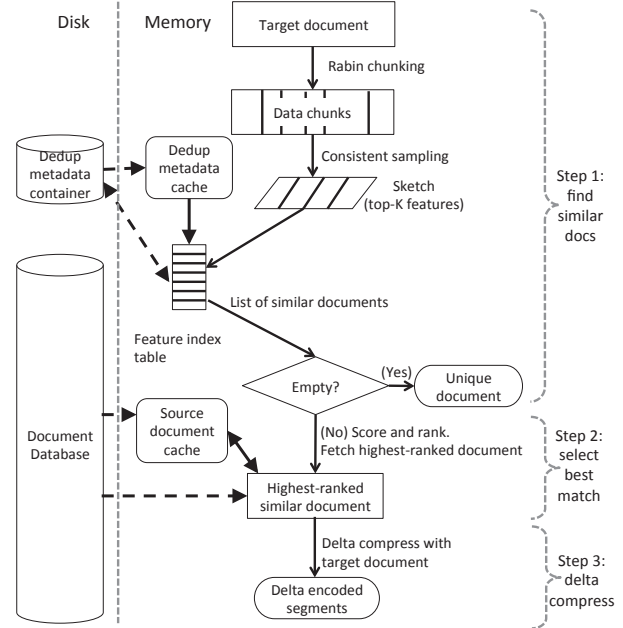 Disk
Memory
Target document
Rabin chunking
Data chunks
Consistent sampling
Dedup
metadata
container
Dedup
metadata
cache
Sketch
(top-K features)
Step 1:
find
similar
docs
List of similar documents
Feature index
table
Empty?
(Yes)
Unique
document
Document
Database
Source
document
cache
(No) Score and rank.
Fetch highest-ranked document
Step 2:
select
best
match
Highest-ranked
similar document
Delta compress with
target document
Step 3:
delta
compress
Delta encoded
segments